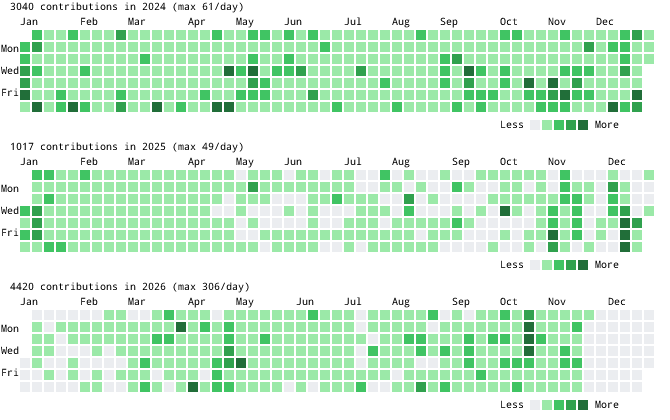 3040 contributions in 2024 (max 61/day)
Jan Feb Mar Apr May Jun Jul Aug Sep Oct Nov Dec
Mon
Wed
Fri
Less More
1017 contributions in 2025 (max 49/day)
Jan Feb Mar Apr May Jun Jul Aug Sep Oct Nov Dec
Mon
Wed
Fri
Less More
4420 contributions in 2026 (max 306/day)
Jan Feb Mar Apr May Jun Jul Aug Sep Oct Nov Dec
Mon
Wed
Fri
Less More